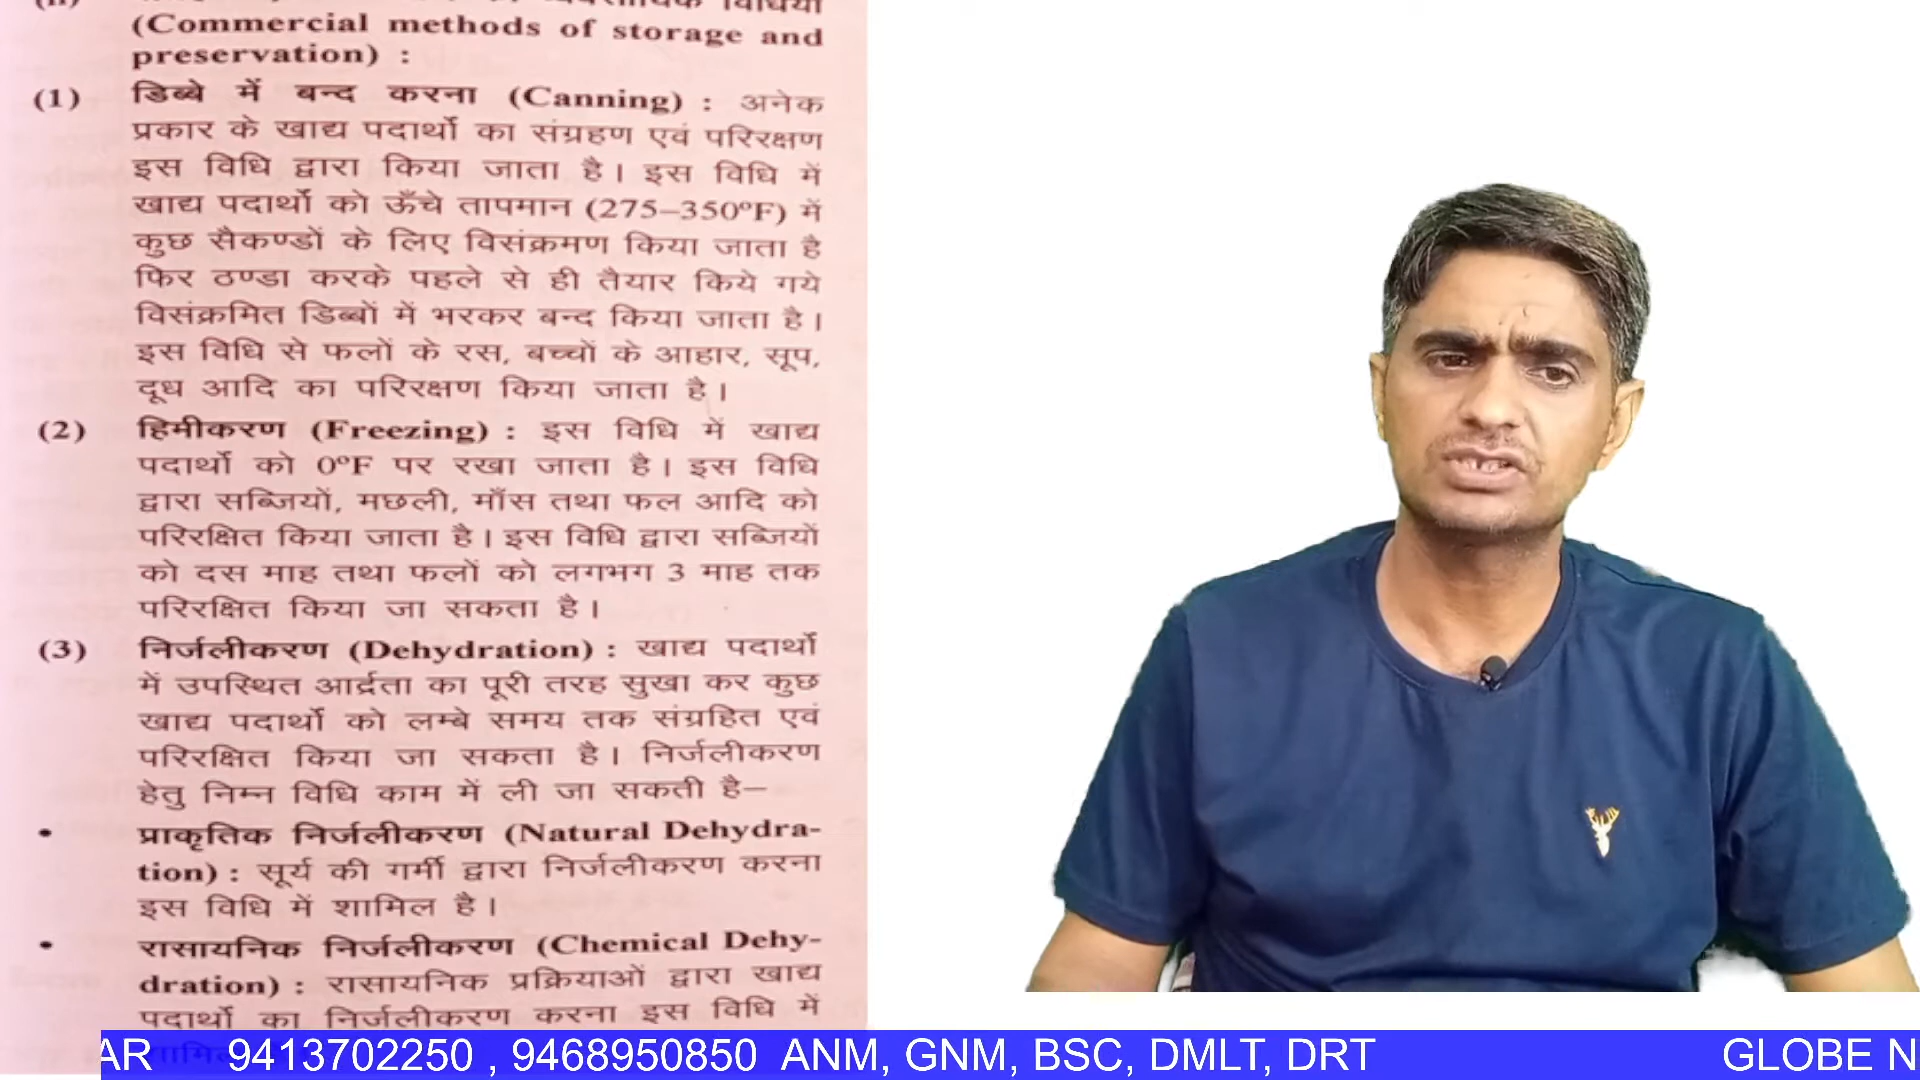 (Commercial methods of storage and
preservation) :
(1) डिब्बे में बन्द करना (Canning) : अनेक
प्रकार के खाद्य पदार्थों का संग्रहण एवं परिरक्षण
इस विधि द्वारा किया जाता है। इस विधि में
खाद्य पदार्थों को ऊँचे तापमान (275–350ºF) में
कुछ सैकण्डों के लिए विसंक्रमण किया जाता है
फिर ठण्डा करके पहले से ही तैयार किये गये
विसंक्रमित डिब्बों में भरकर बन्द किया जाता है।
इस विधि से फलों के रस, बच्चों के आहार, सूप,
दूध आदि का परिरक्षण किया जाता है।
(2) हिमीकरण (Freezing) : इस विधि में खाद्य
पदार्थो को 0ºF पर रखा जाता है। इस विधि
द्वारा सब्जियों, मछली, माँस तथा फल आदि को
परिरक्षित किया जाता है। इस विधि द्वारा सब्जियों
को दस माह तथा फलों को लगभग 3 माह तक
परिरक्षित किया जा सकता है।
(3) निर्जलीकरण (Dehydration) : खाद्य पदार्थों
में उपस्थित आर्द्रता का पूरी तरह सुखा कर कुछ
खाद्य पदार्थों को लम्बे समय तक संग्रहित एवं
परिरक्षित किया जा सकता है। निर्जलीकरण
हेतु निम्न विधि काम में ली जा सकती है–
• प्राकृतिक निर्जलीकरण (Natural Dehydra-
tion) : सूर्य की गर्मी द्वारा निर्जलीकरण करना
इस विधि में शामिल है।
• रासायनिक निर्जलीकरण (Chemical Dehy-
dration) : रासायनिक प्रक्रियाओं द्वारा खाद्य
पदार्थों का निर्जलीकरण करना इस विधि में
AR 9413702250 , 9468950850 ANM, GNM, BSC, DMLT, DRT GLOBE N